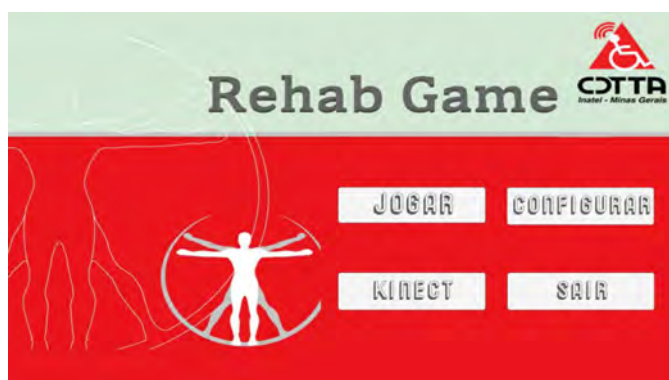 Rehab Game
CDTTA
Inatel - Minas Gerais
JOGAR
CONFIGURAR
KINECT
SAIR